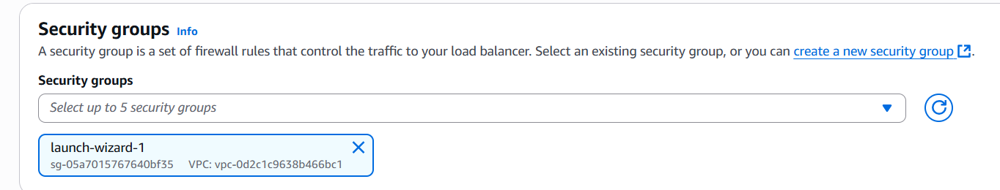 Security groups Info
A security group is a set of firewall rules that control the traffic to your load balancer. Select an existing security group, or you can create a new security group.
Security groups
Select up to 5 security groups
launch-wizard-1
sg-05a7015767640bf35 VPC: vpc-0d2c1c9638b466bc1